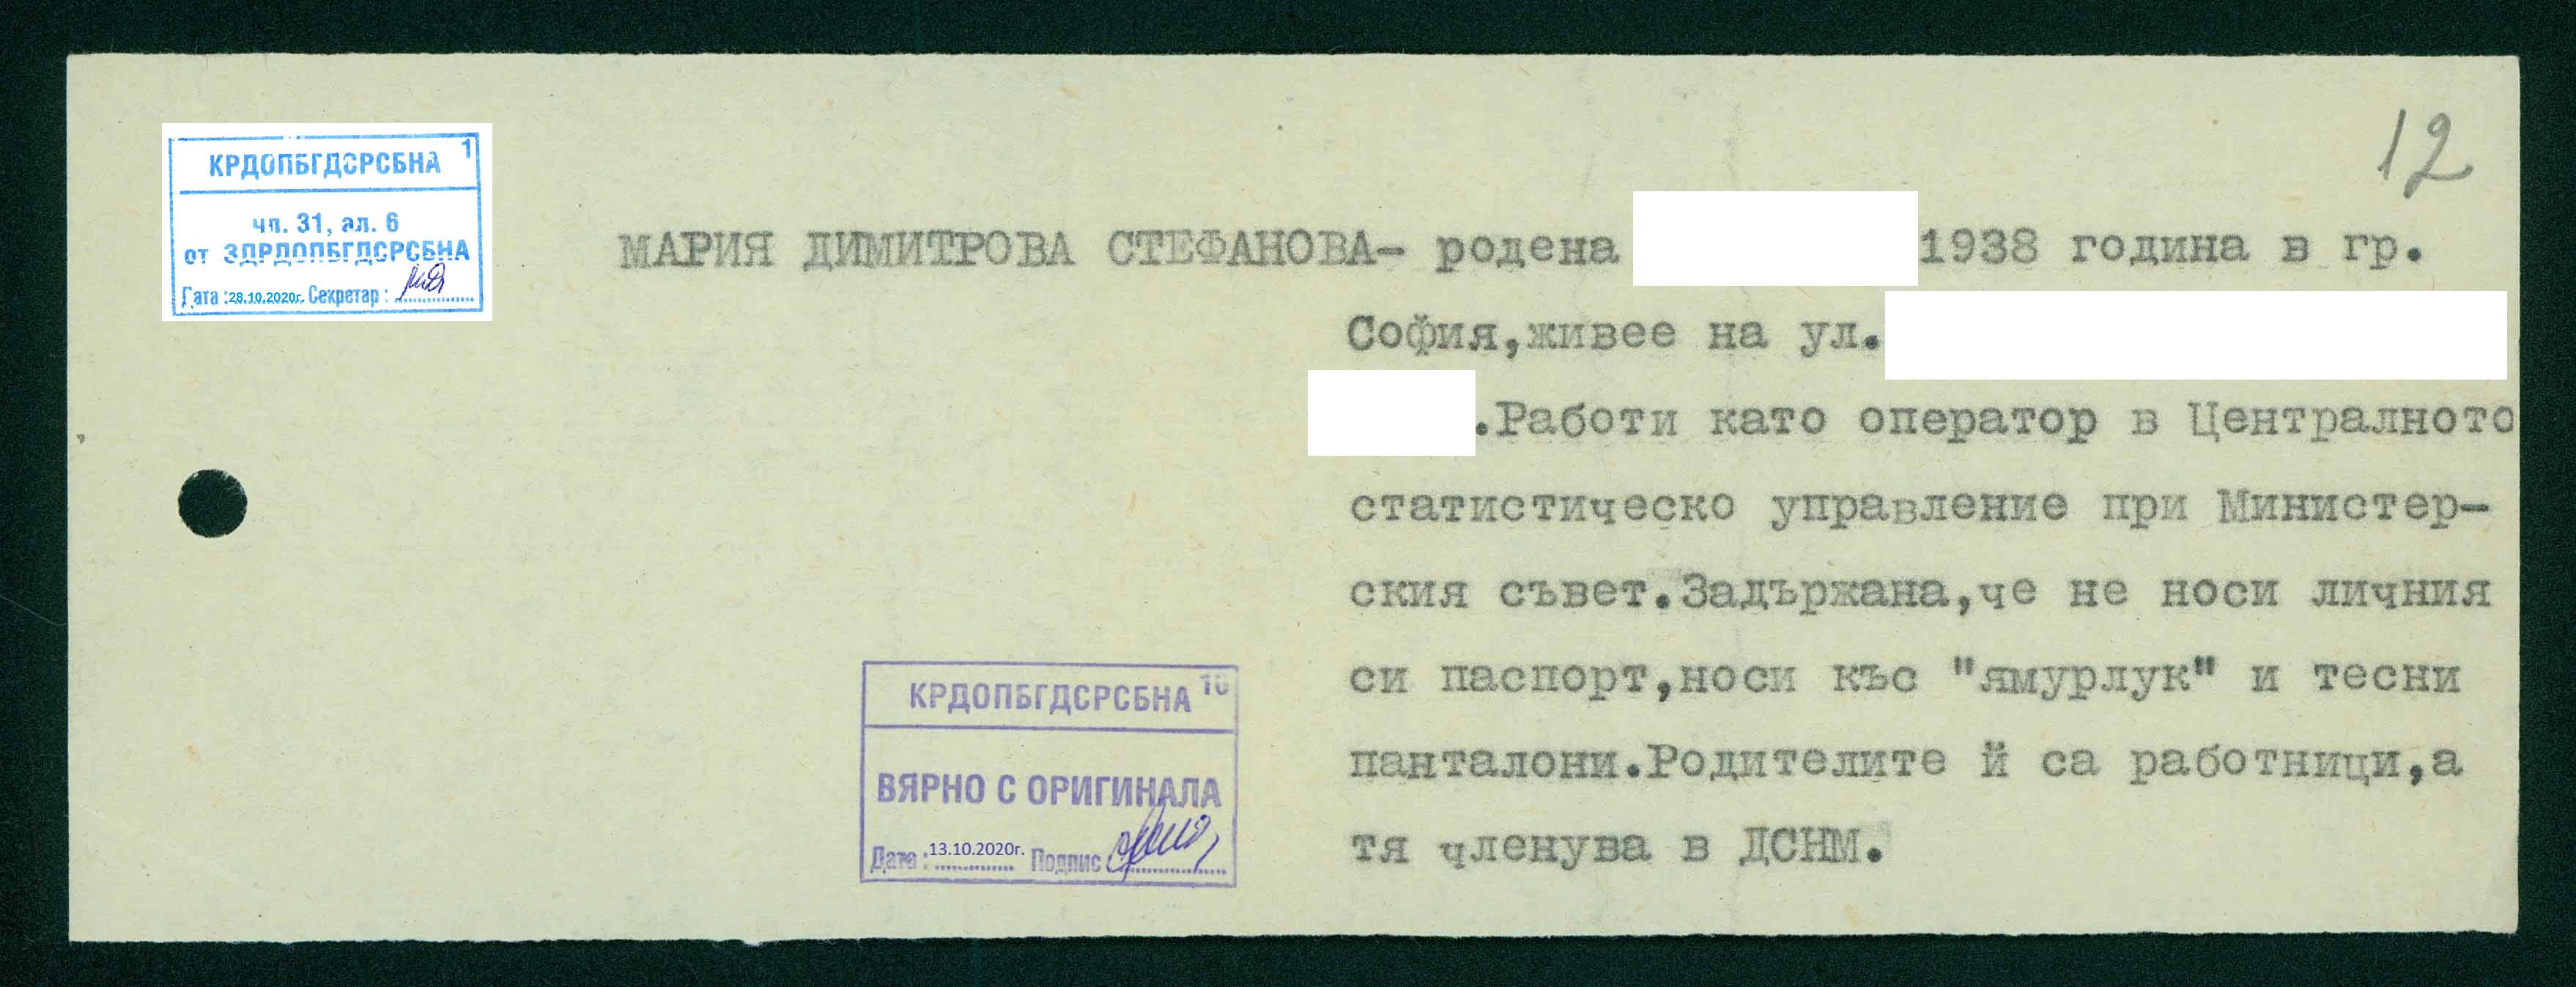 12
КРДОПБГДСРСБНА 1
чл. 31, ал. 6
от ЗДРДОПБГДСРСБНА
Дата :28.10.2020г. Секретар :
МАРИЯ ДИМИТРОВА СТЕФАНОВА- родена 1938 година в гр.
София,живее на ул.
.Работи като оператор в Централното
статистическо управление при Министер-
ския съвет.Задържана,че не носи личния
си паспорт,носи къс "ямурлук" и тесни
панталони.Родителите й са работници,а
тя членува в ДСНМ.
КРДОПБГДСРСБНА 10
ВЯРНО С ОРИГИНАЛА
Дата :13.10.2020г. Подпис